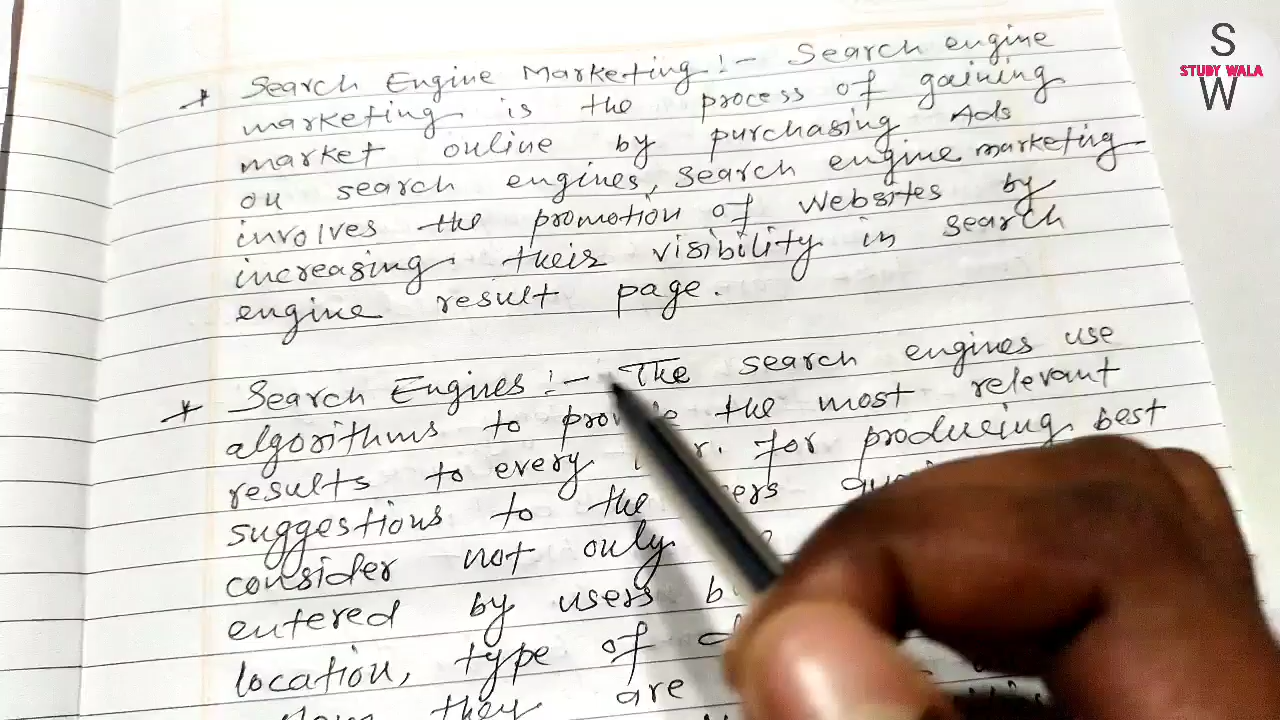 S
STUDY WALA
W
* Search Engine Marketing :- Search engine
marketing is the process of gaining
market online by purchasing Ads
on search engines, search engine marketing
involves the promotion of websites by
increasing their visibility in search
engine result page.
* Search Engines :- The search engines use
algorithms to the most relevant
results to every for producing best
suggestions to the
consider not only
entered by users
location, type of
they are